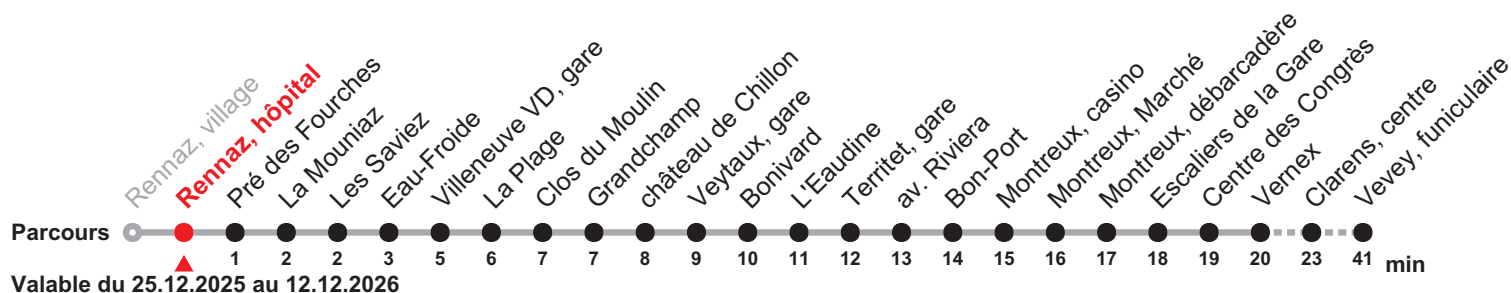 Rennaz, village
Rennaz, hôpital
Pré des Fourches
La Mouniaz
Les Saviez
Eau-Froide
Villeneuve VD, gare
La Plage
Clos du Moulin
Grandchamp
château de Chillon
Veytaux, gare
Bonivard
L'Eaudine
Territet, gare
av. Riviera
Bon-Port
Montreux, casino
Montreux, Marché
Montreux, débarcadère
Escaliers de la Gare
Centre des Congrès
Vernex
Clarens, centre
Vevey, funiculaire
Parcours
1 2 2 3 5 6 7 7 8 9 10 11 12 13 14 15 16 17 18 19 20 23 41 min
Valable du 25.12.2025 au 12.12.2026